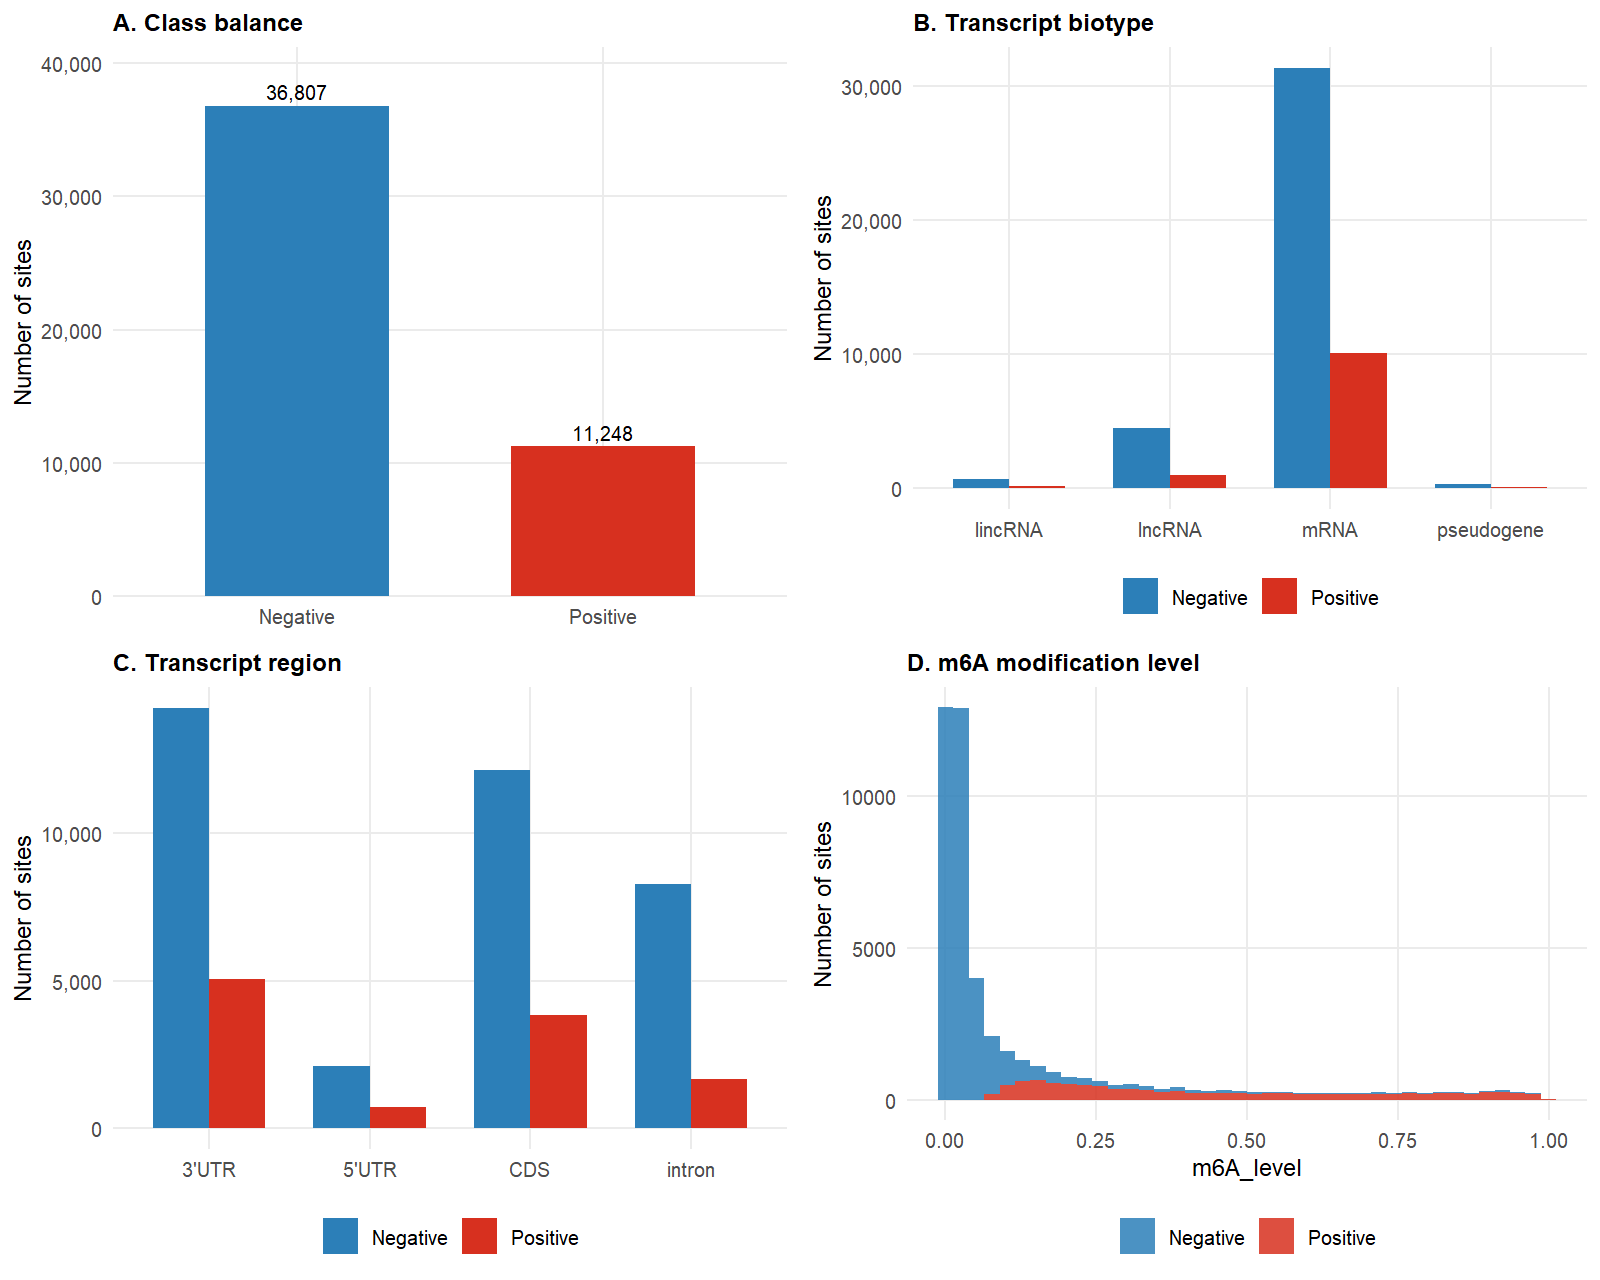 A. Class balance
Number of sites
40,000
30,000
20,000
10,000
0
36,807
11,248
Negative
Positive
B. Transcript biotype
Number of sites
30,000
20,000
10,000
0
lincRNA
lncRNA
mRNA
pseudogene
Negative
Positive
C. Transcript region
Number of sites
10,000
5,000
0
3'UTR
5'UTR
CDS
intron
Negative
Positive
D. m6A modification level
Number of sites
10000
5000
0
0.00
0.25
0.50
0.75
1.00
m6A_level
Negative
Positive